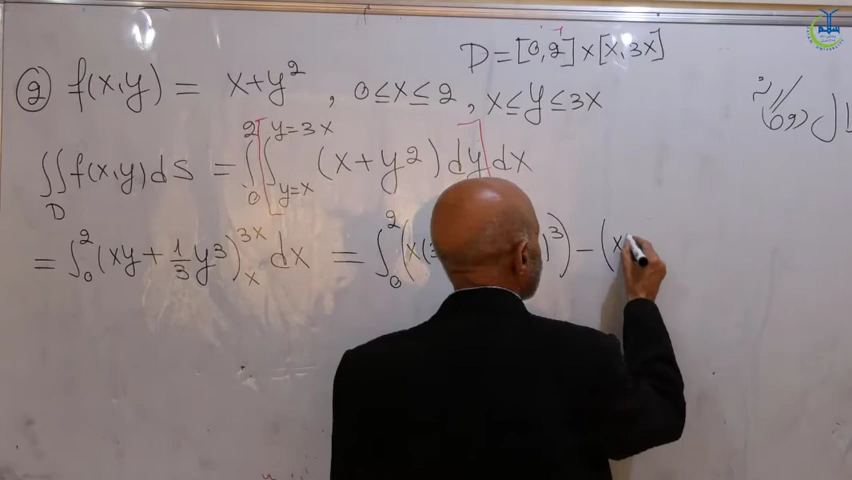 D = [0, 2] × [x, 3x]
② f(x,y) = x+y² , 0≤x≤2 , x≤y≤3x
∬_D f(x,y)ds = ∫_0^2 ∫_{y=x}^{y=3x} (x+y²) dy dx
= ∫_0^2 (xy + 1/3 y³)_x^{3x} dx = ∫_0^2 (x(3 )³) − (x